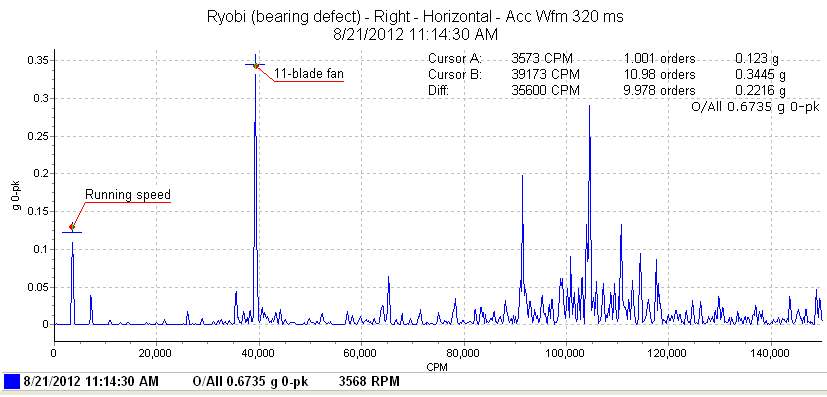 Ryobi (bearing defect) - Right - Horizontal - Acc Wfm 320 ms
8/21/2012 11:14:30 AM
Cursor A: 3573 CPM 1.001 orders 0.123 g
Cursor B: 39173 CPM 10.98 orders 0.3445 g
Diff: 35600 CPM 9.978 orders 0.2216 g
O/All 0.6735 g 0-pk
11-blade fan
Running speed
g 0-pk
0.35
0.3
0.25
0.2
0.15
0.1
0.05
0
0 20,000 40,000 60,000 80,000 100,000 120,000 140,000
CPM
8/21/2012 11:14:30 AM O/All 0.6735 g 0-pk 3568 RPM